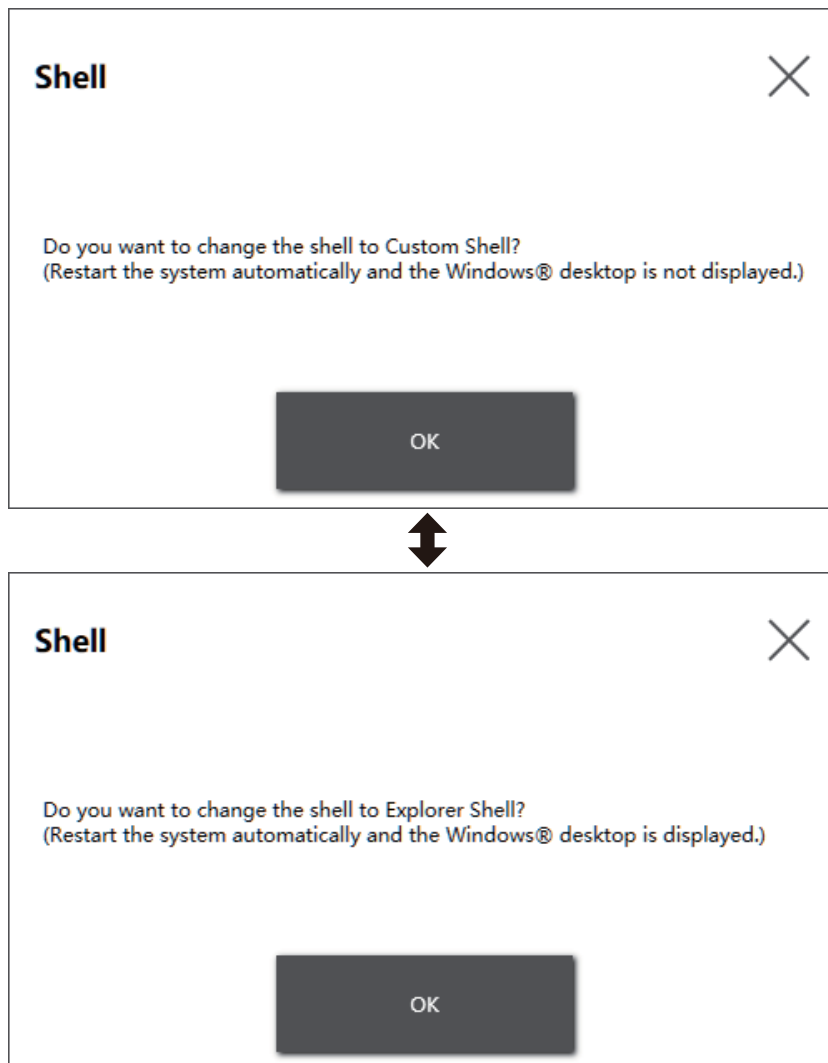 Shell
Do you want to change the shell to Custom Shell?
(Restart the system automatically and the Windows® desktop is not displayed.)
OK
Shell
Do you want to change the shell to Explorer Shell?
(Restart the system automatically and the Windows® desktop is displayed.)
OK